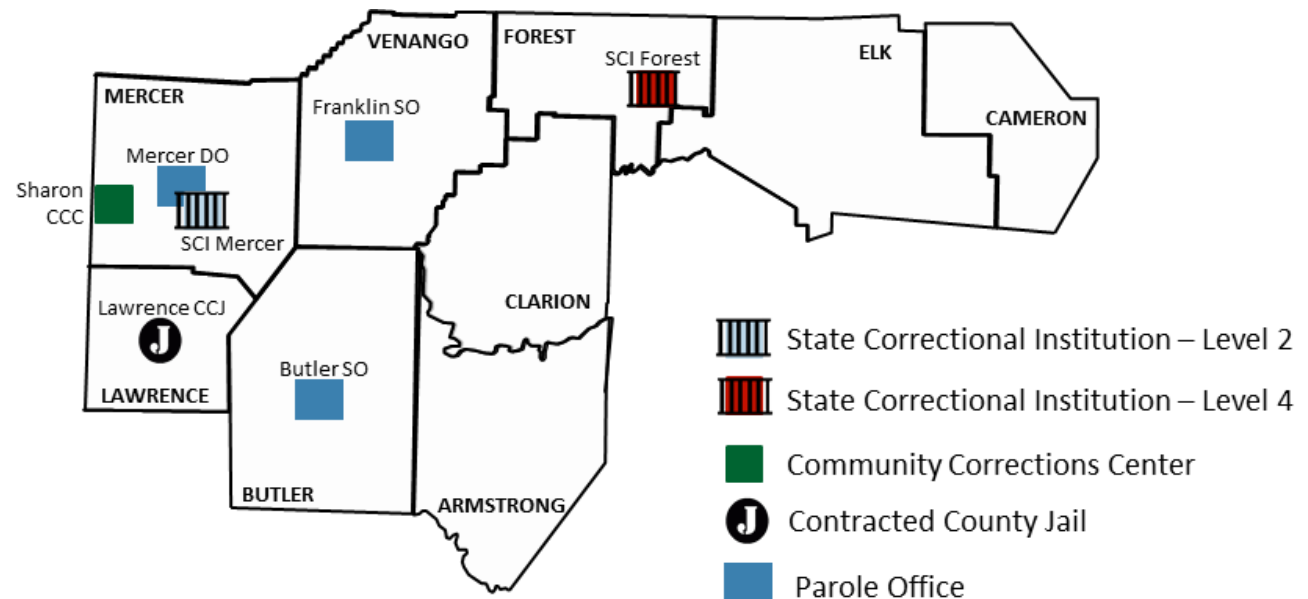 VENANGO
FOREST
ELK
SCI Forest
MERCER
Franklin SO
CAMERON
Mercer DO
Sharon
CCC
SCI Mercer
CLARION
Lawrence CCJ
J
LAWRENCE
Butler SO
BUTLER
ARMSTRONG
State Correctional Institution – Level 2
State Correctional Institution – Level 4
Community Corrections Center
J
Contracted County Jail
Parole Office